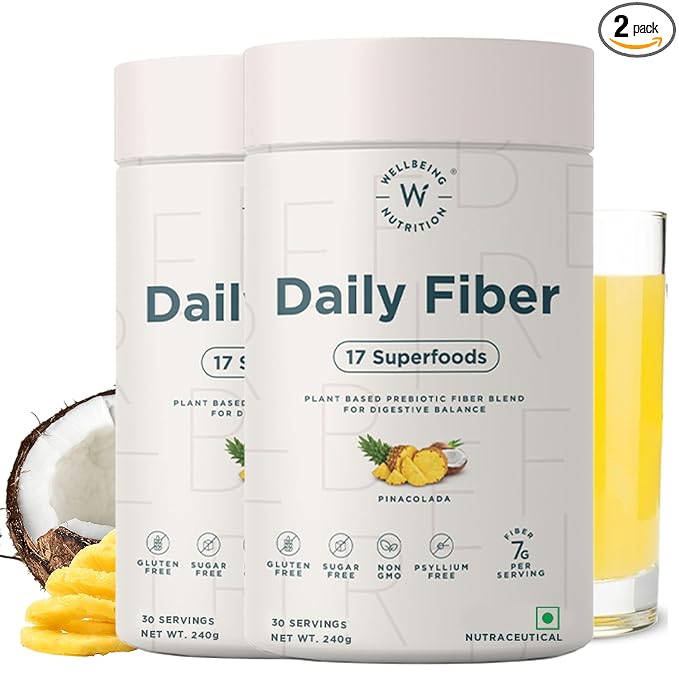 2 pack
WELLBEING
W
NUTRITION
®
Daily Fiber
17 Superfoods
PLANT BASED PREBIOTIC FIBER BLEND
FOR DIGESTIVE BALANCE
PINACOLADA
GLUTEN
FREE
SUGAR
FREE
NON
GMO
PSYLLIUM
FREE
FIBER
7G
PER
SERVING
30 SERVINGS
NET WT. 240g
NUTRACEUTICAL
Daily
17 S
PLANT BASED
FOR D
GLUTEN
FREE
SUGAR
FREE
30 SERVINGS
NET WT. 240g